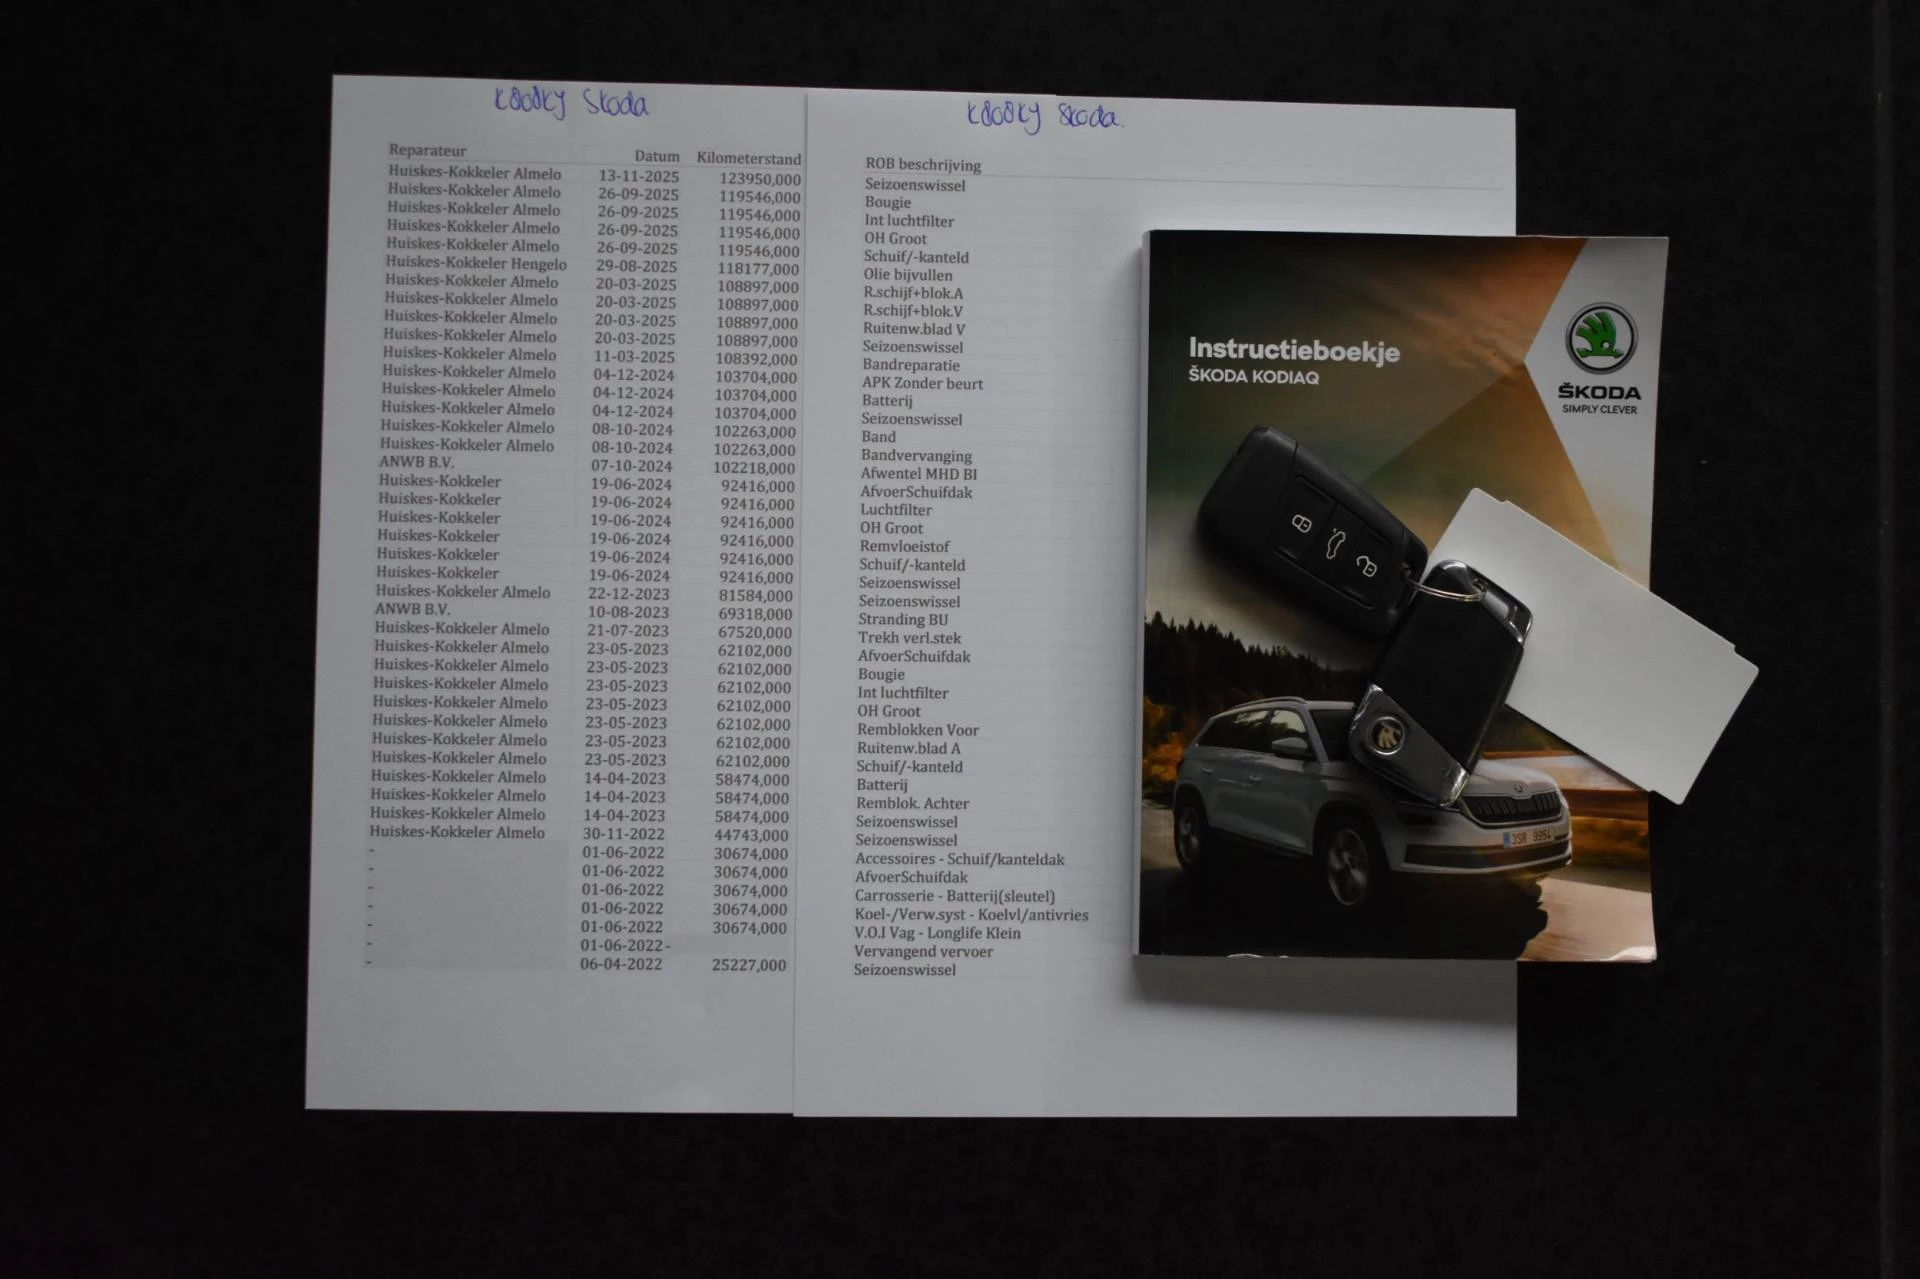 K808KY Skoda
Reparateur Datum Kilometerstand
Huiskes-Kokkeler Almelo 13-11-2025 123950,000
Huiskes-Kokkeler Almelo 26-09-2025 119546,000
Huiskes-Kokkeler Almelo 26-09-2025 119546,000
Huiskes-Kokkeler Almelo 26-09-2025 119546,000
Huiskes-Kokkeler Almelo 26-09-2025 119546,000
Huiskes-Kokkeler Hengelo 29-08-2025 118177,000
Huiskes-Kokkeler Almelo 20-03-2025 108897,000
Huiskes-Kokkeler Almelo 20-03-2025 108897,000
Huiskes-Kokkeler Almelo 20-03-2025 108897,000
Huiskes-Kokkeler Almelo 20-03-2025 108897,000
Huiskes-Kokkeler Almelo 11-03-2025 108392,000
Huiskes-Kokkeler Almelo 04-12-2024 103704,000
Huiskes-Kokkeler Almelo 04-12-2024 103704,000
Huiskes-Kokkeler Almelo 04-12-2024 103704,000
Huiskes-Kokkeler Almelo 08-10-2024 102263,000
Huiskes-Kokkeler Almelo 08-10-2024 102263,000
ANWB B.V. 07-10-2024 102218,000
Huiskes-Kokkeler 19-06-2024 92416,000
Huiskes-Kokkeler 19-06-2024 92416,000
Huiskes-Kokkeler 19-06-2024 92416,000
Huiskes-Kokkeler 19-06-2024 92416,000
Huiskes-Kokkeler 19-06-2024 92416,000
Huiskes-Kokkeler 19-06-2024 92416,000
Huiskes-Kokkeler Almelo 22-12-2023 81584,000
ANWB B.V. 10-08-2023 69318,000
Huiskes-Kokkeler Almelo 21-07-2023 67520,000
Huiskes-Kokkeler Almelo 23-05-2023 62102,000
Huiskes-Kokkeler Almelo 23-05-2023 62102,000
Huiskes-Kokkeler Almelo 23-05-2023 62102,000
Huiskes-Kokkeler Almelo 23-05-2023 62102,000
Huiskes-Kokkeler Almelo 23-05-2023 62102,000
Huiskes-Kokkeler Almelo 23-05-2023 62102,000
Huiskes-Kokkeler Almelo 23-05-2023 62102,000
Huiskes-Kokkeler Almelo 14-04-2023 58474,000
Huiskes-Kokkeler Almelo 14-04-2023 58474,000
Huiskes-Kokkeler Almelo 14-04-2023 58474,000
Huiskes-Kokkeler Almelo 30-11-2022 44743,000
- 01-06-2022 30674,000
- 01-06-2022 30674,000
- 01-06-2022 30674,000
- 01-06-2022 30674,000
- 01-06-2022 30674,000
- 01-06-2022 -
- 06-04-2022 25227,000
K808KY Skoda.
ROB beschrijving
Seizoenswissel
Bougie
Int luchtfilter
OH Groot
Schuif/-kanteld
Olie bijvullen
R.schijf+blok.A
R.schijf+blok.V
Ruitenw.blad V
Seizoenswissel
Bandreparatie
APK Zonder beurt
Batterij
Seizoenswissel
Band
Bandvervanging
Afwentel MHD BI
AfvoerSchuifdak
Luchtfilter
OH Groot
Remvloeistof
Schuif/-kanteld
Seizoenswissel
Seizoenswissel
Stranding BU
Trekh verl.stek
AfvoerSchuifdak
Bougie
Int luchtfilter
OH Groot
Remblokken Voor
Ruitenw.blad A
Schuif/-kanteld
Batterij
Remblok. Achter
Seizoenswissel
Seizoenswissel
Accessoires - Schuif/kanteldak
AfvoerSchuifdak
Carrosserie - Batterij(sleutel)
Koel-/Verw.syst - Koelvl/antivries
V.O.I Vag - Longlife Klein
Vervangend vervoer
Seizoenswissel
Instructieboekje
ŠKODA KODIAQ
ŠKODA
SIMPLY CLEVER
3SR 9954